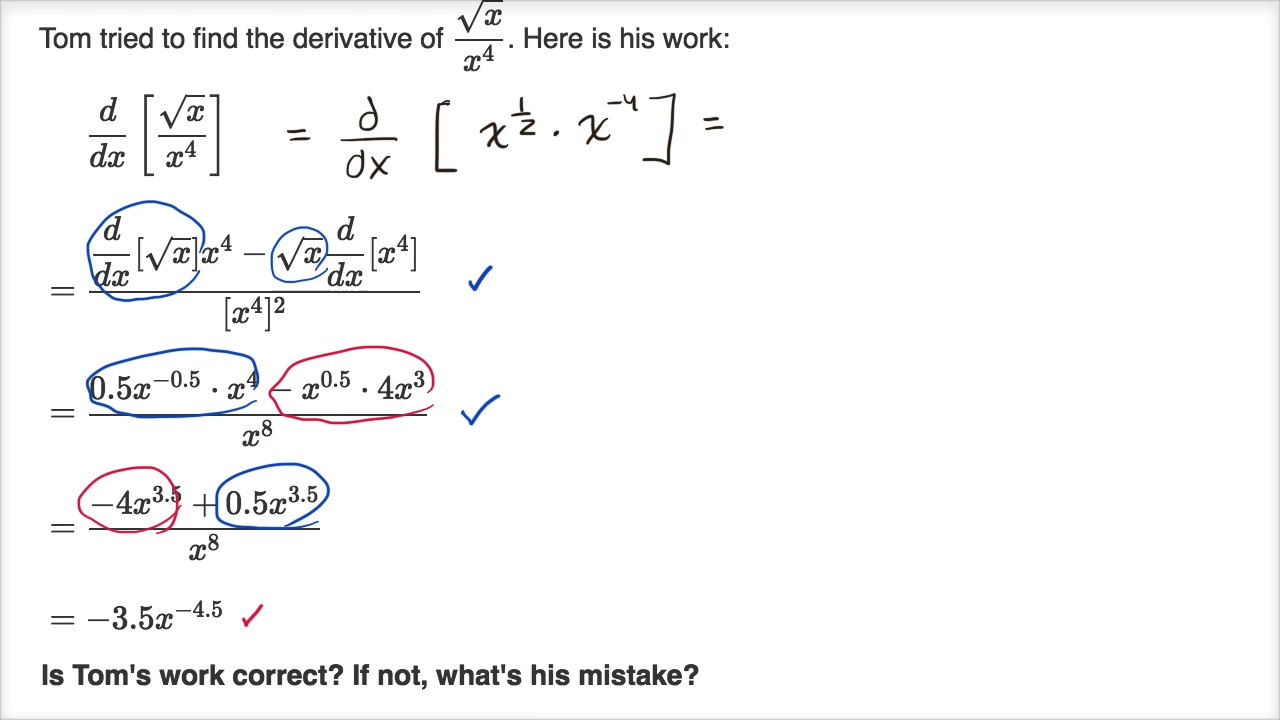 Tom tried to find the derivative of √x/x⁴. Here is his work:
d/dx [√x/x⁴] = d/dx [x^(1/2) · x^(-4)] =
= (d/dx[√x]x⁴ − √x d/dx[x⁴])/[x⁴]² ✓
= (0.5x^(−0.5) · x⁴ − x^(0.5) · 4x³)/x⁸ ✓
= (−4x^(3.5) + 0.5x^(3.5))/x⁸
= −3.5x^(−4.5) ✓
Is Tom's work correct? If not, what's his mistake?